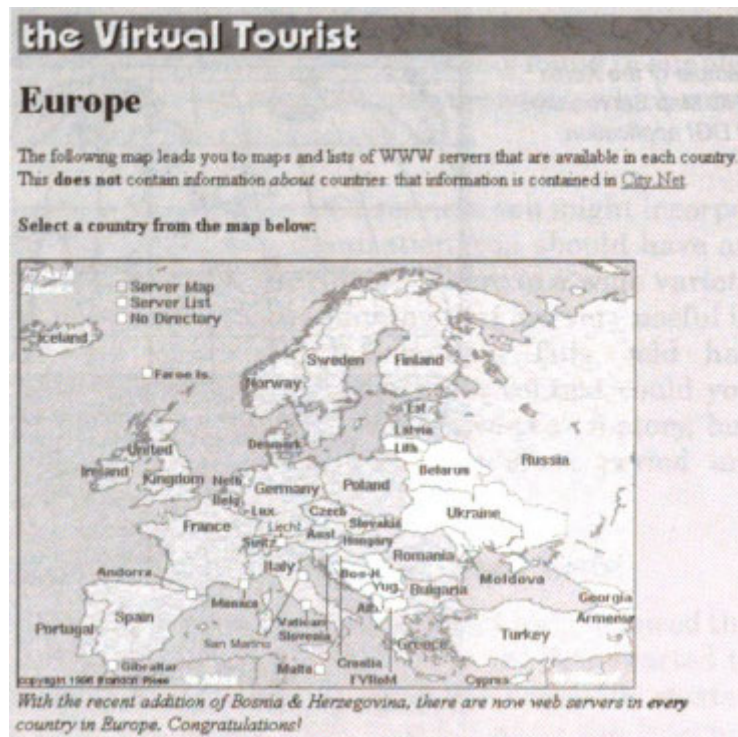 the Virtual Tourist
Europe
The following map leads you to maps and lists of WWW servers that are available in each country.
This does not contain information about countries: that information is contained in City.Net
Select a country from the map below:
Server Map
Server List
No Directory
Iceland
Faroe Is.
Sweden
Finland
Norway
Est.
Latvia
Lith.
Denmark
Russia
United
Kingdom
Ireland
Neth.
Belg.
Germany
Poland
Belarus
Lux.
Czech
Ukraine
France
Liecht.
Slovakia
Switz.
Aust.
Hungary
Romania
Moldova
Andorra
Italy
Bos-H.
Yug.
Bulgaria
Georgia
Monaco
Alb.
Armenia
Portugal
Spain
Vatican
Slovenia
San Marino
Greece
Turkey
Gibraltar
Malta
Croatia
FYRoM
Cyprus
copyright 1996 Brandon Plewe
With the recent addition of Bosnia & Herzegovina, there are now web servers in every
country in Europe. Congratulations!